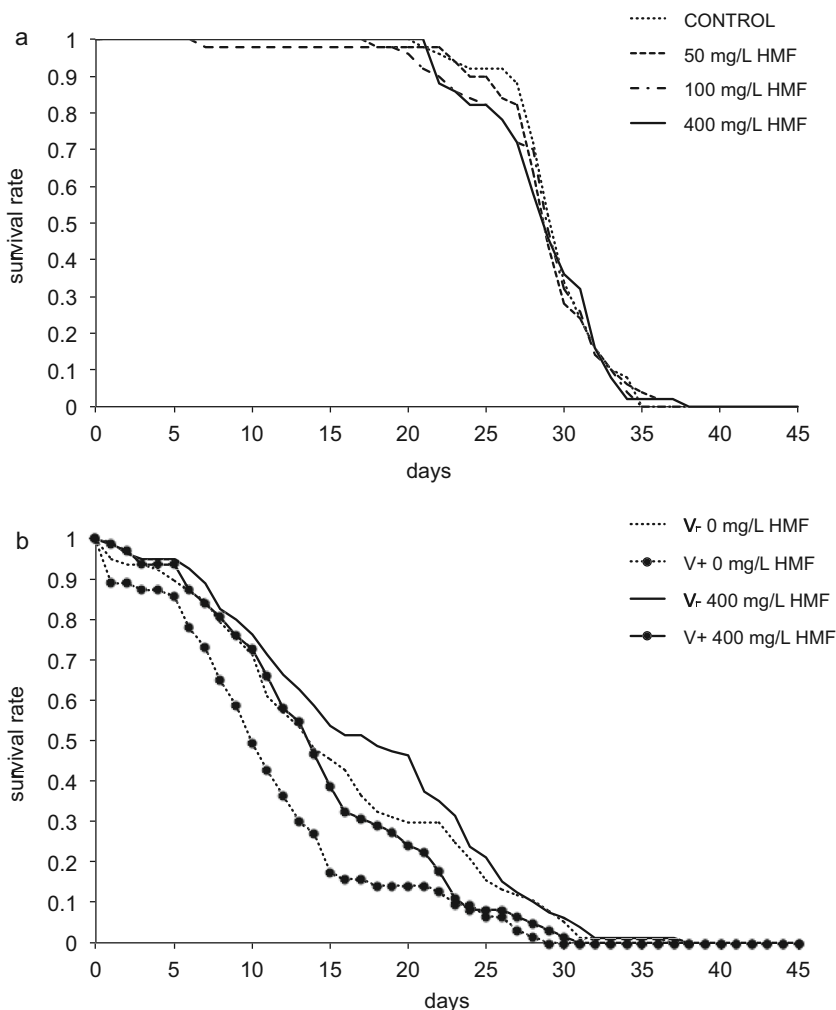 a
CONTROL
50 mg/L HMF
100 mg/L HMF
400 mg/L HMF
survival rate
1
0.9
0.8
0.7
0.6
0.5
0.4
0.3
0.2
0.1
0
0 5 10 15 20 25 30 35 40 45
days
b
V- 0 mg/L HMF
V+ 0 mg/L HMF
V- 400 mg/L HMF
V+ 400 mg/L HMF
survival rate
1
0.9
0.8
0.7
0.6
0.5
0.4
0.3
0.2
0.1
0
0 5 10 15 20 25 30 35 40 45
days